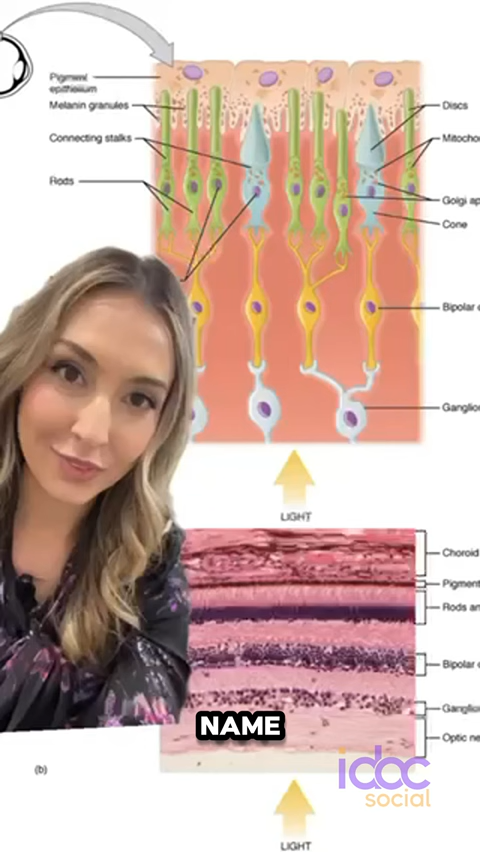 Pigment
epithelium
Melanin granules
Connecting stalks
Rods
Discs
Mitocho
Golgi ap
Cone
Bipolar c
Ganglion
LIGHT
Choroid
Pigment
Rods an
Bipolar c
Ganglion
Optic ne
NAME
(b)
idoc
social
LIGHT